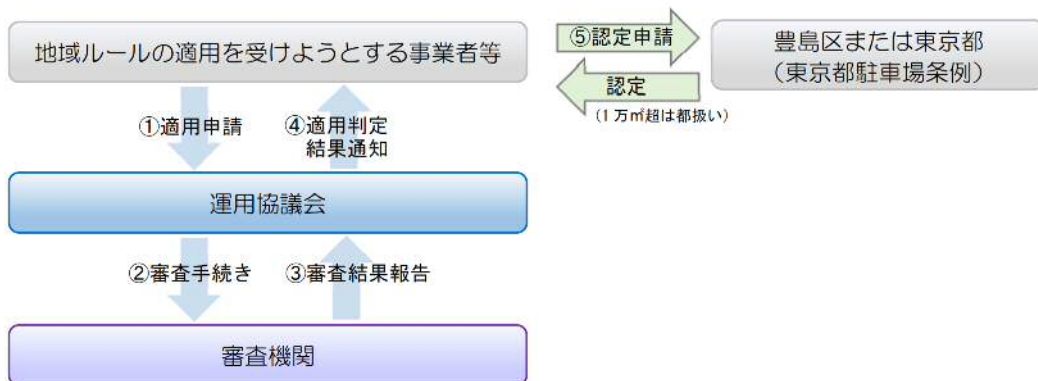 地域ルールの適用を受けようとする事業者等
⑤認定申請
豊島区または東京都
（東京都駐車場条例）
認定
（1万㎡超は都扱い）
①適用申請
④適用判定
結果通知
運用協議会
②審査手続き
③審査結果報告
審査機関